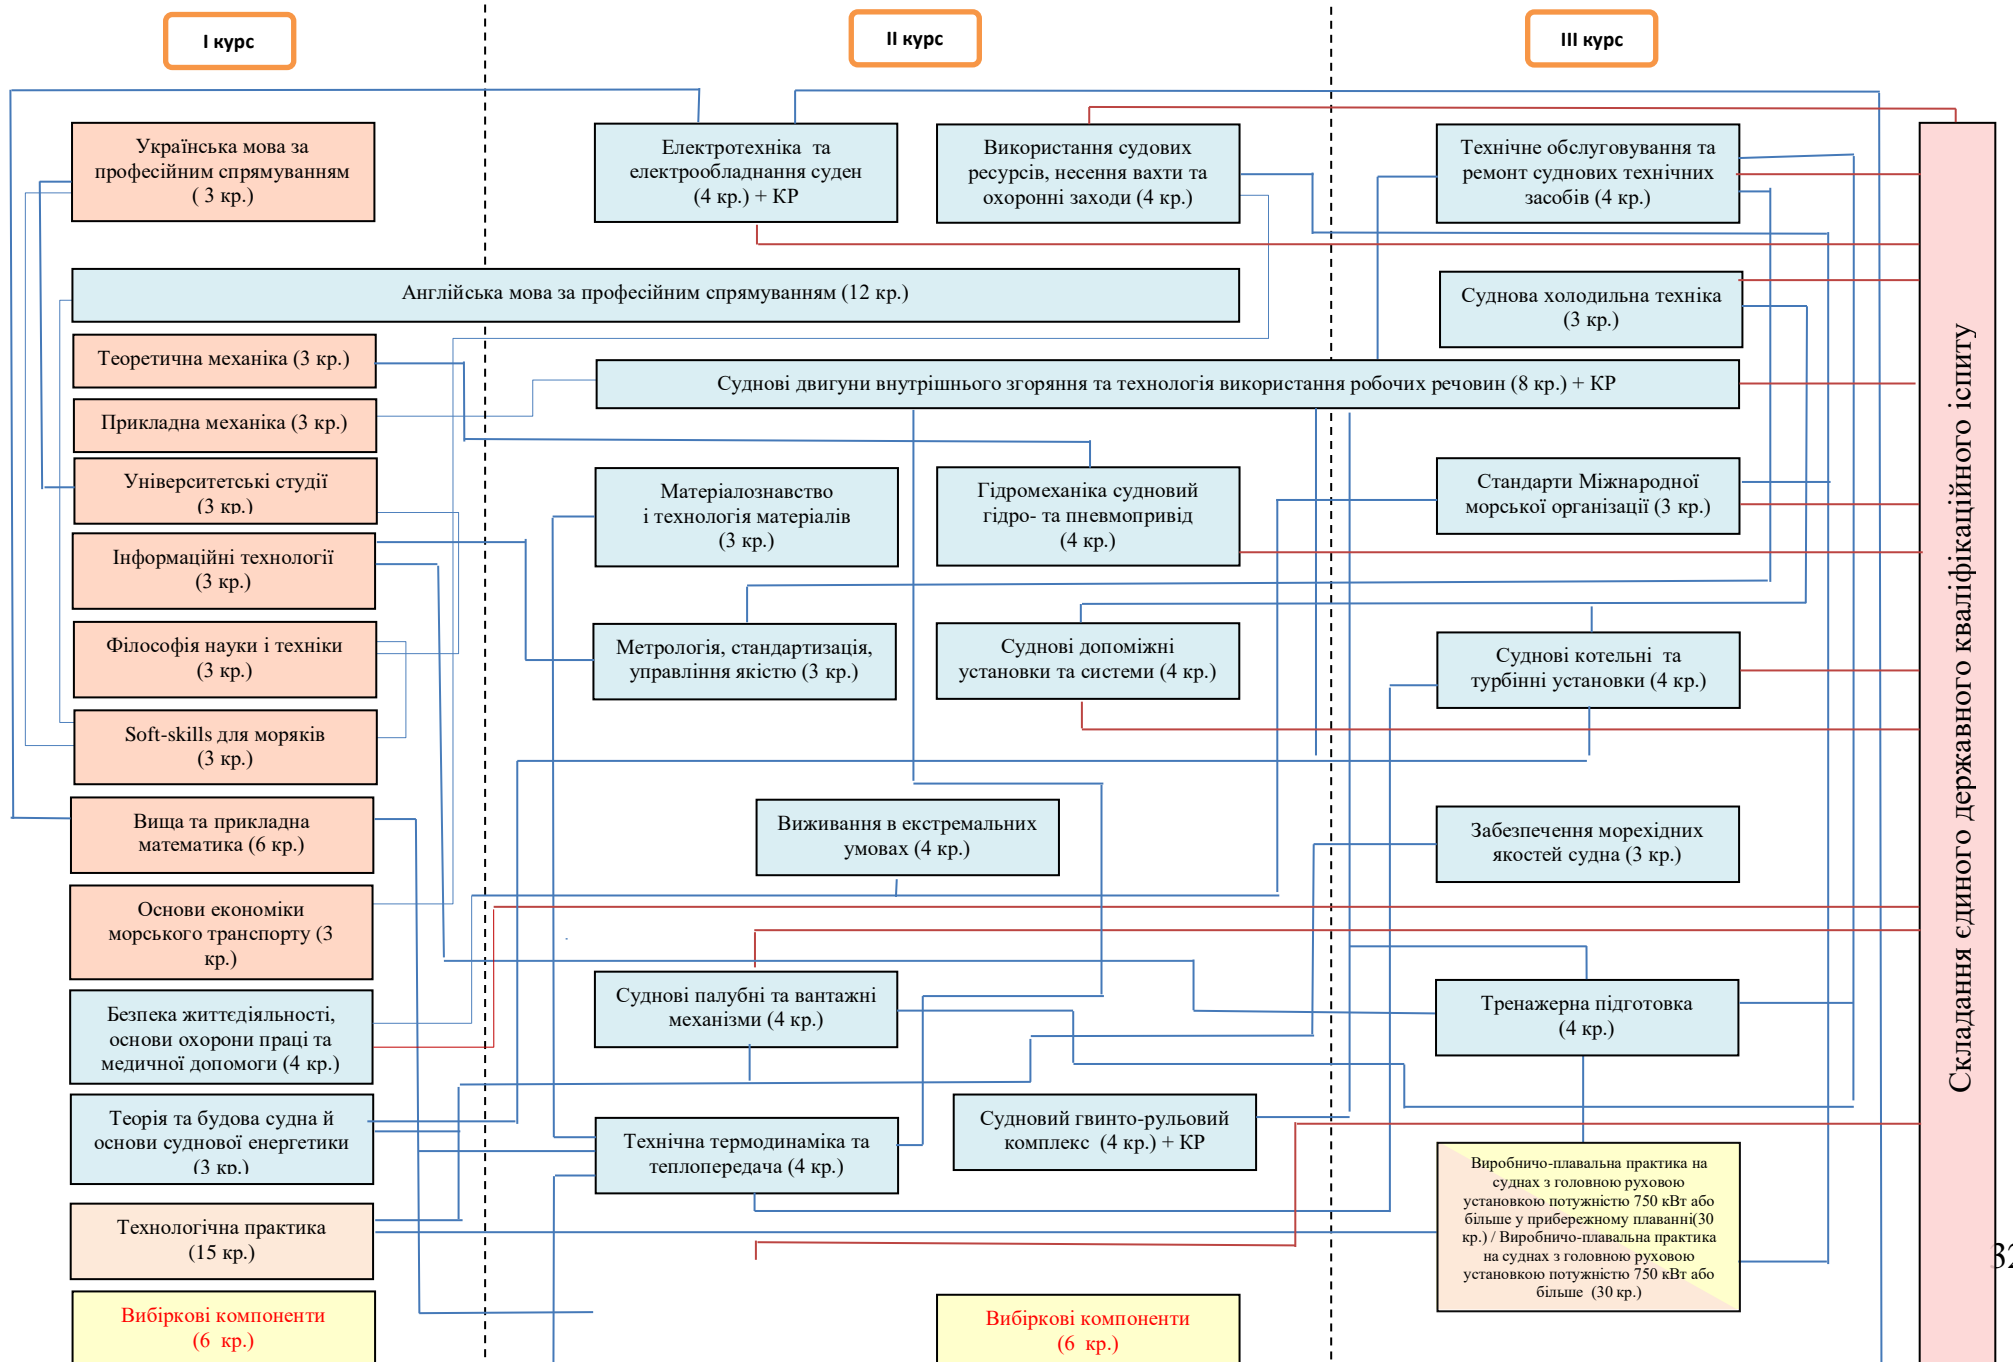 I курс
II курс
III курс
Українська мова за
професійним спрямуванням
( 3 кр.)
Електротехніка та
електрообладнання суден
(4 кр.) + КР
Використання судових
ресурсів, несення вахти та
охоронні заходи (4 кр.)
Технічне обслуговування та
ремонт суднових технічних
засобів (4 кр.)
Англійська мова за професійним спрямуванням (12 кр.)
Суднова холодильна техніка
(3 кр.)
Теоретична механіка (3 кр.)
Суднові двигуни внутрішнього згоряння та технологія використання робочих речовин (8 кр.) + КР
Прикладна механіка (3 кр.)
Університетські студії
(3 кр.)
Матеріалознавство
і технологія матеріалів
(3 кр.)
Гідромеханіка судновий
гідро- та пневмопривід
(4 кр.)
Стандарти Міжнародної
морської організації (3 кр.)
Інформаційні технології
(3 кр.)
Філософія науки і техніки
(3 кр.)
Метрологія, стандартизація,
управління якістю (3 кр.)
Суднові допоміжні
установки та системи (4 кр.)
Суднові котельні та
турбінні установки (4 кр.)
Soft-skills для моряків
(3 кр.)
Вища та прикладна
математика (6 кр.)
Виживання в екстремальних
умовах (4 кр.)
Забезпечення морехідних
якостей судна (3 кр.)
Основи економіки
морського транспорту (3
кр.)
Безпека життєдіяльності,
основи охорони праці та
медичної допомоги (4 кр.)
Суднові палубні та вантажні
механізми (4 кр.)
Тренажерна підготовка
(4 кр.)
Теорія та будова судна й
основи суднової енергетики
(3 кр.)
Технічна термодинаміка та
теплопередача (4 кр.)
Судновий гвинто-рульовий
комплекс (4 кр.) + КР
Виробничо-плавальна практика на
суднах з головною руховою
установкою потужністю 750 кВт або
більше у прибережному плаванні(30
кр.) / Виробничо-плавальна практика
на суднах з головною руховою
установкою потужністю 750 кВт або
більше (30 кр.)
Технологічна практика
(15 кр.)
Вибіркові компоненти
(6 кр.)
Вибіркові компоненти
(6 кр.)
Складання єдиного державного кваліфікаційного іспиту
32